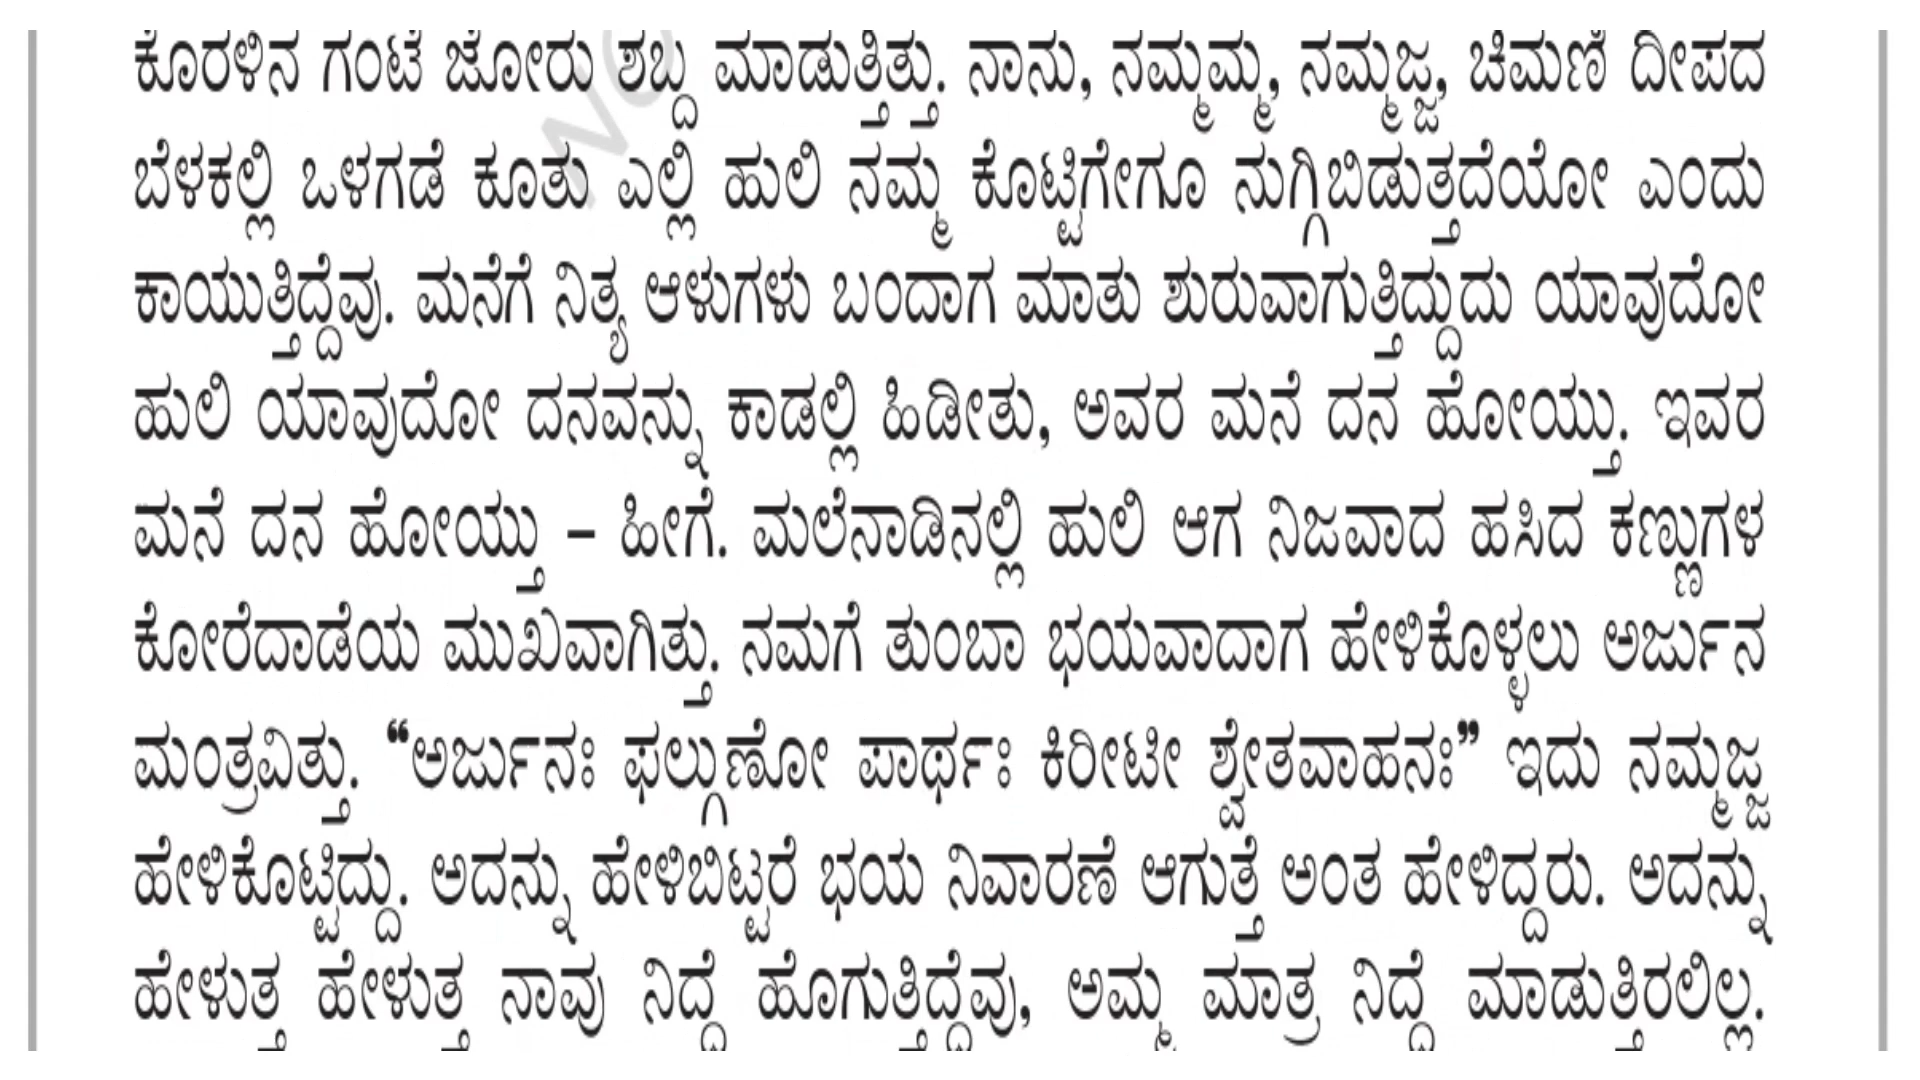 ಕೊರಳಿನ ಗಂಟೆ ಜೋರು ಶಬ್ದ ಮಾಡುತ್ತಿತ್ತು. ನಾನು, ನಮ್ಮಮ್ಮ, ನಮ್ಮಜ್ಜ, ಚಿಮಣಿ ದೀಪದ
ಬೆಳಕಲ್ಲಿ ಒಳಗಡೆ ಕೂತು ಎಲ್ಲಿ ಹುಲಿ ನಮ್ಮ ಕೊಟ್ಟಿಗೇಗೂ ನುಗ್ಗಿಬಿಡುತ್ತದೆಯೋ ಎಂದು
ಕಾಯುತ್ತಿದ್ದೆವು. ಮನೆಗೆ ನಿತ್ಯ ಆಳುಗಳು ಬಂದಾಗ ಮಾತು ಶುರುವಾಗುತ್ತಿದ್ದುದು ಯಾವುದೋ
ಹುಲಿ ಯಾವುದೋ ದನವನ್ನು ಕಾಡಲ್ಲಿ ಹಿಡೀತು, ಅವರ ಮನೆ ದನ ಹೋಯ್ತು. ಇವರ
ಮನೆ ದನ ಹೋಯ್ತು – ಹೀಗೆ. ಮಲೆನಾಡಿನಲ್ಲಿ ಹುಲಿ ಆಗ ನಿಜವಾದ ಹಸಿದ ಕಣ್ಣುಗಳ
ಕೋರೆದಾಡೆಯ ಮುಖವಾಗಿತ್ತು. ನಮಗೆ ತುಂಬಾ ಭಯವಾದಾಗ ಹೇಳಿಕೊಳ್ಳಲು ಅರ್ಜುನ
ಮಂತ್ರವಿತ್ತು. “ಅರ್ಜುನಃ ಫಲ್ಗುಣೋ ಪಾರ್ಥಃ ಕಿರೀಟೀ ಶ್ವೇತವಾಹನಃ” ಇದು ನಮ್ಮಜ್ಜ
ಹೇಳಿಕೊಟ್ಟಿದ್ದು. ಅದನ್ನು ಹೇಳಿಬಿಟ್ಟರೆ ಭಯ ನಿವಾರಣೆ ಆಗುತ್ತೆ ಅಂತ ಹೇಳಿದ್ದರು. ಅದನ್ನು
ಹೇಳುತ್ತ ಹೇಳುತ್ತ ನಾವು ನಿದ್ದೆ ಹೊಗುತ್ತಿದ್ದೆವು, ಅಮ್ಮ ಮಾತ್ರ ನಿದ್ದೆ ಮಾಡುತ್ತಿರಲಿಲ್ಲ.